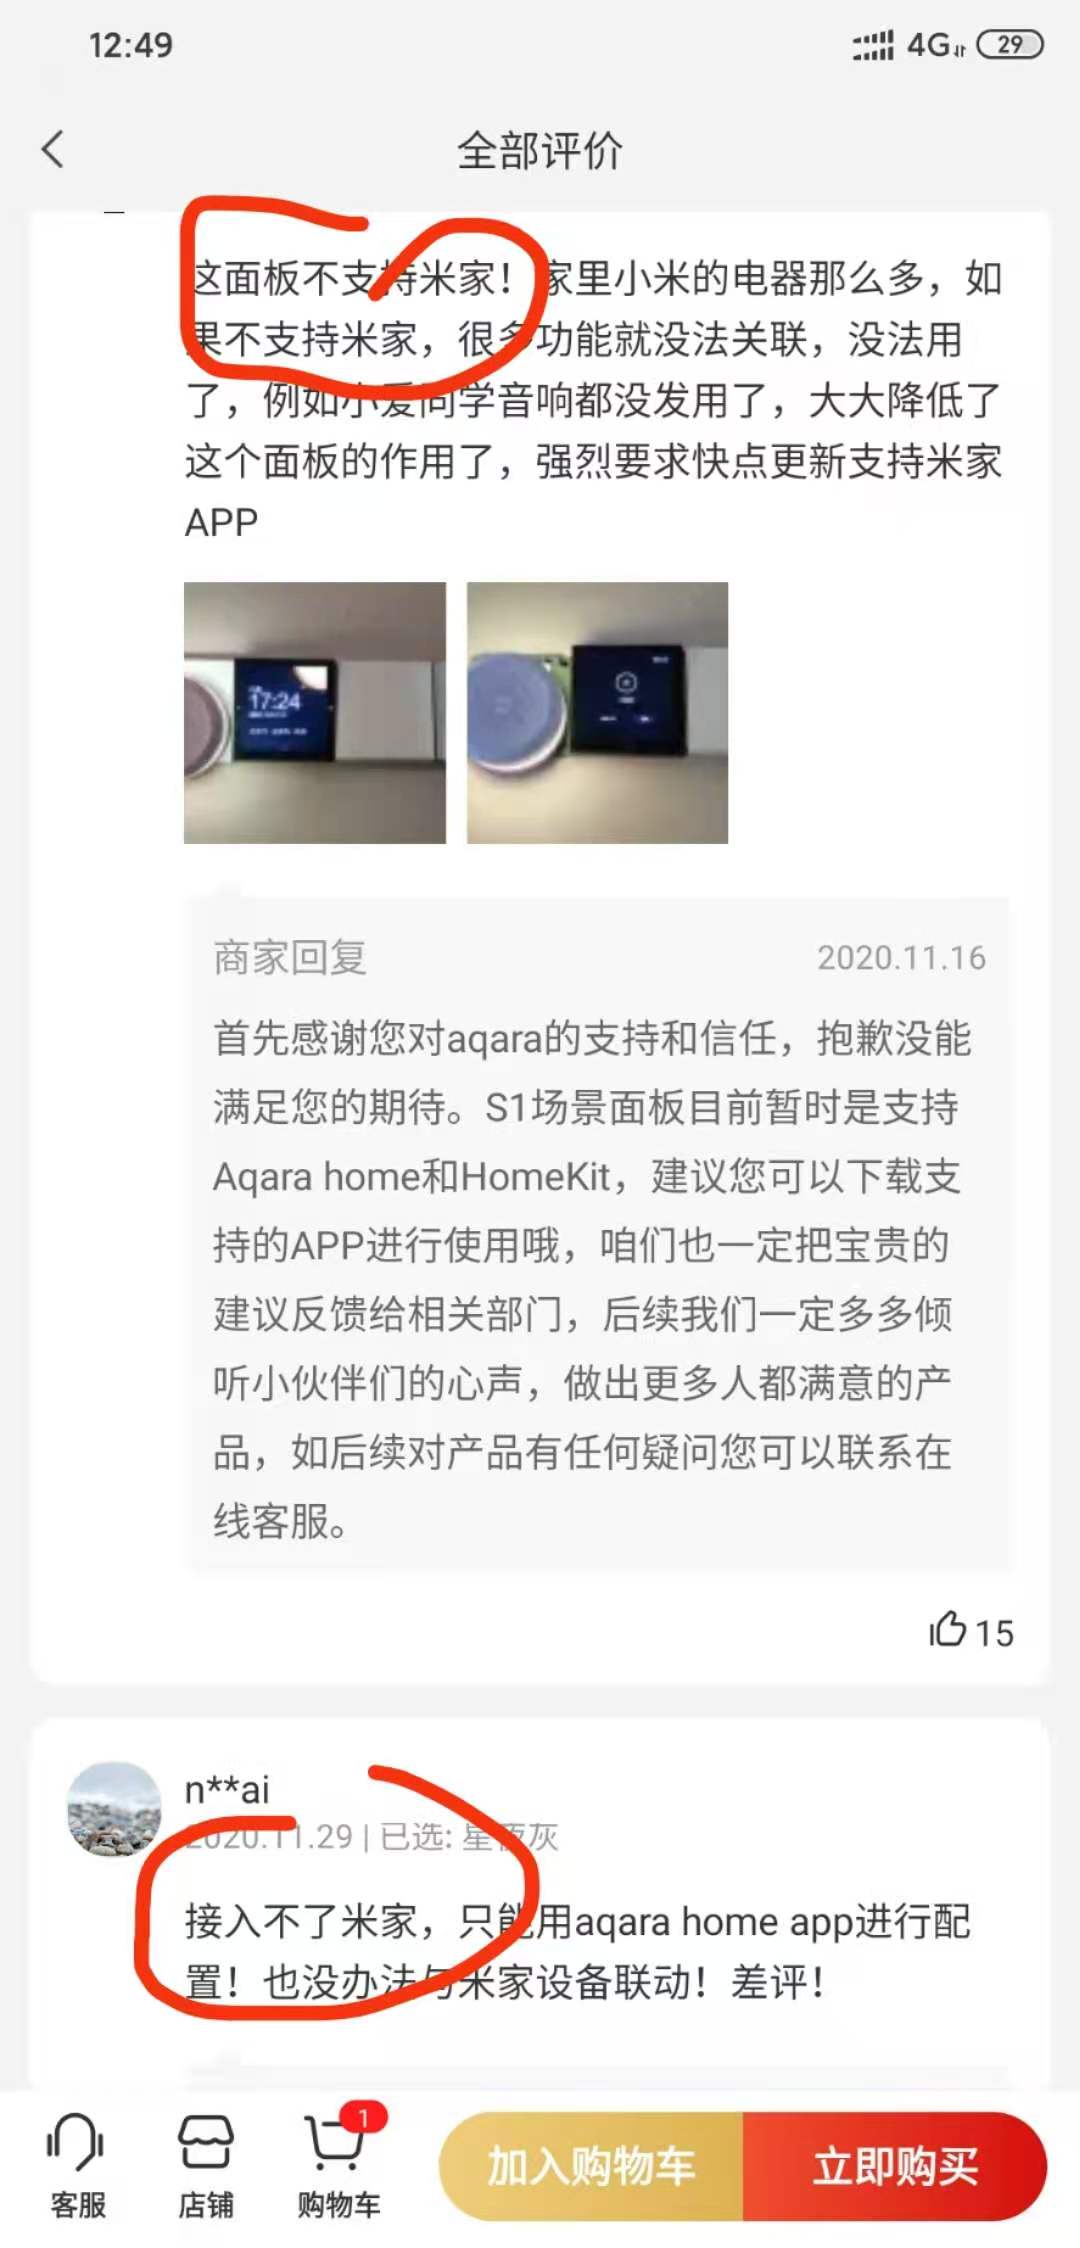 12:49
4G 29
全部评价
这面板不支持米家！家里小米的电器那么多，如
果不支持米家，很多功能就没法关联，没法用
了，例如小爱同学音响都没发用了，大大降低了
这个面板的作用了，强烈要求快点更新支持米家
APP
17:24
商家回复 2020.11.16
首先感谢您对aqara的支持和信任，抱歉没能
满足您的期待。S1场景面板目前暂时是支持
Aqara home和HomeKit，建议您可以下载支
持的APP进行使用哦，咱们也一定把宝贵的
建议反馈给相关部门，后续我们一定多多倾
听小伙伴们的心声，做出更多人都满意的产
品，如后续对产品有任何疑问您可以联系在
线客服。
15
n**ai
2020.11.29 | 已选: 星夜灰
接入不了米家，只能用aqara home app进行配
置！也没办法与米家设备联动！差评！
1
客服 店铺 购物车 加入购物车 立即购买